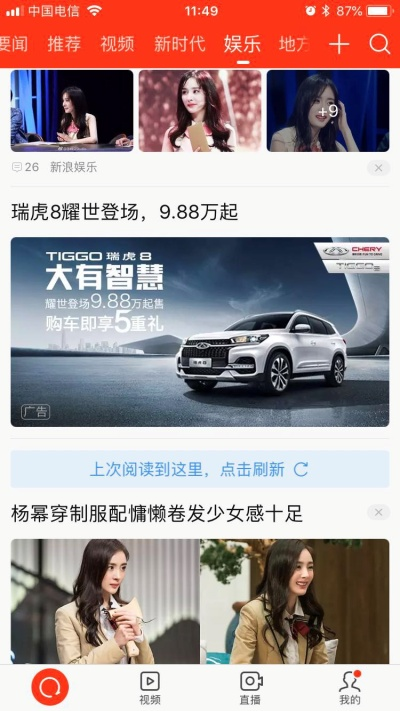 中国电信
11:49
87%
要闻 推荐 视频 新时代 娱乐 地方
+9
26 新浪娱乐
瑞虎8耀世登场，9.88万起
TIGGO 瑞虎8
大有智慧
耀世登场9.88万起售
购车即享5重礼
CHERY
TIGGO8
广告
上次阅读到这里，点击刷新
杨幂穿制服配慵懒卷发少女感十足
视频
直播
我的